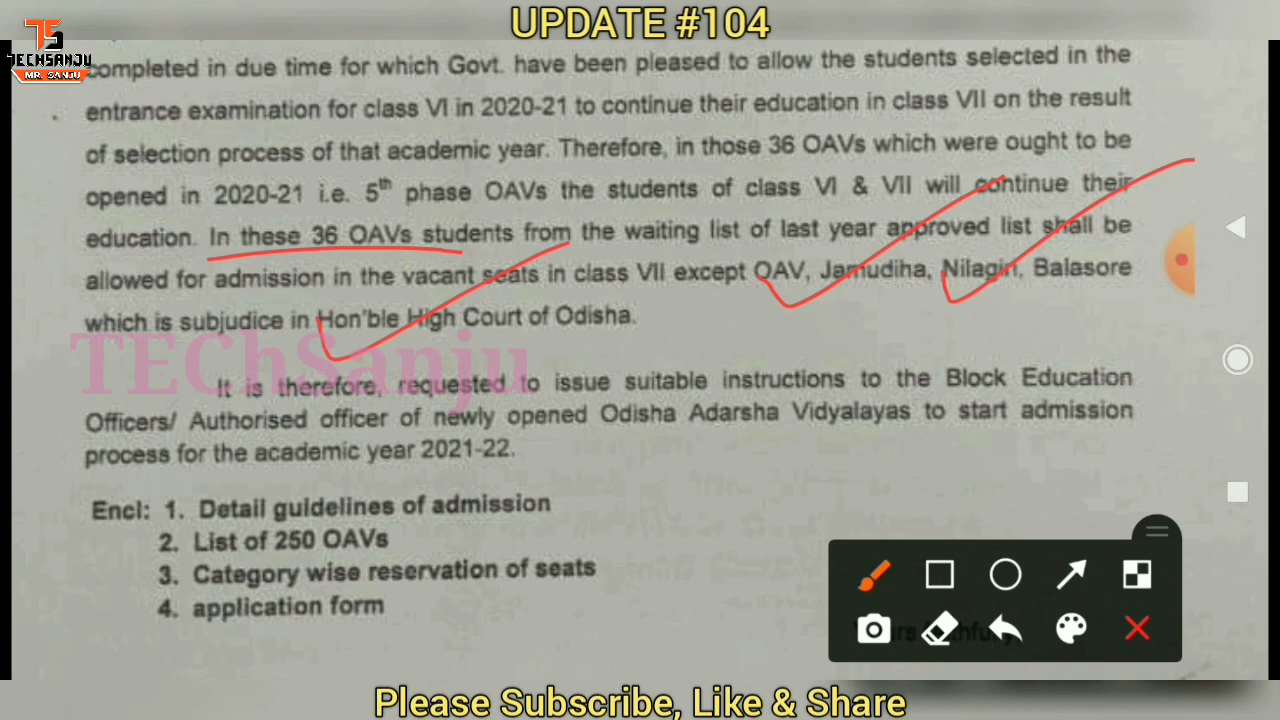 UPDATE #104
TS
TECHSANJU
MR. SANJU
completed in due time for which Govt. have been pleased to allow the students selected in the
entrance examination for class VI in 2020-21 to continue their education in class VII on the result
of selection process of that academic year. Therefore, in those 36 OAVs which were ought to be
opened in 2020-21 i.e. 5th phase OAVs the students of class VI & VII will continue their
education. In these 36 OAVs students from the waiting list of last year approved list shall be
allowed for admission in the vacant seats in class VII except OAV, Jamudiha, Nilagiri, Balasore
which is subjudice in Hon'ble High Court of Odisha.
TEChSanju
It is therefore, requested to issue suitable instructions to the Block Education
Officers/ Authorised officer of newly opened Odisha Adarsha Vidyalayas to start admission
process for the academic year 2021-22.
Encl: 1. Detail guidelines of admission
2. List of 250 OAVs
3. Category wise reservation of seats
4. application form
Please Subscribe, Like & Share